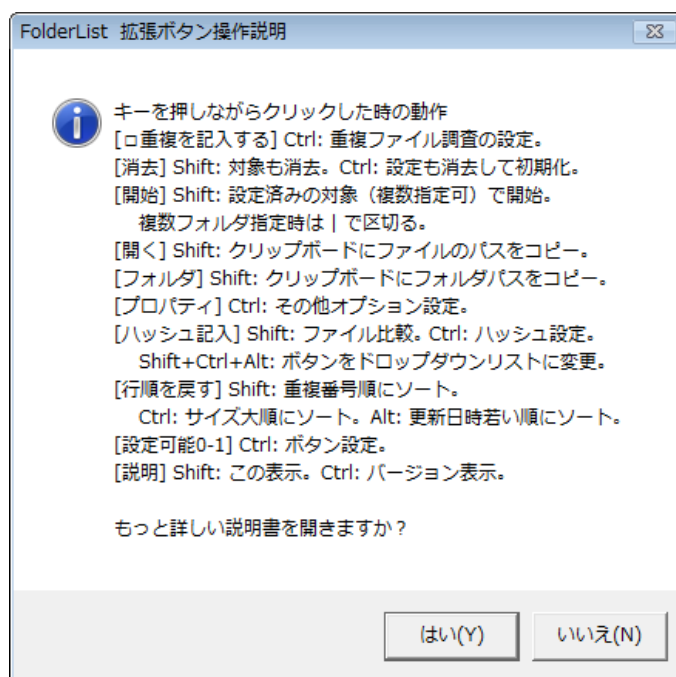 FolderList 拡張ボタン操作説明
キーを押しながらクリックした時の動作
[□重複を記入する] Ctrl: 重複ファイル調査の設定。
[消去] Shift: 対象も消去。Ctrl: 設定も消去して初期化。
[開始] Shift: 設定済みの対象（複数指定可）で開始。
複数フォルダ指定時は | で区切る。
[開く] Shift: クリップボードにファイルのパスをコピー。
[フォルダ] Shift: クリップボードにフォルダパスをコピー。
[プロパティ] Ctrl: その他オプション設定。
[ハッシュ記入] Shift: ファイル比較。Ctrl: ハッシュ設定。
Shift+Ctrl+Alt: ボタンをドロップダウンリストに変更。
[行順を戻す] Shift: 重複番号順にソート。
Ctrl: サイズ大順にソート。Alt: 更新日時若い順にソート。
[設定可能0-1] Ctrl: ボタン設定。
[説明] Shift: この表示。Ctrl: バージョン表示。
もっと詳しい説明書を開きますか？
はい(Y) いいえ(N)